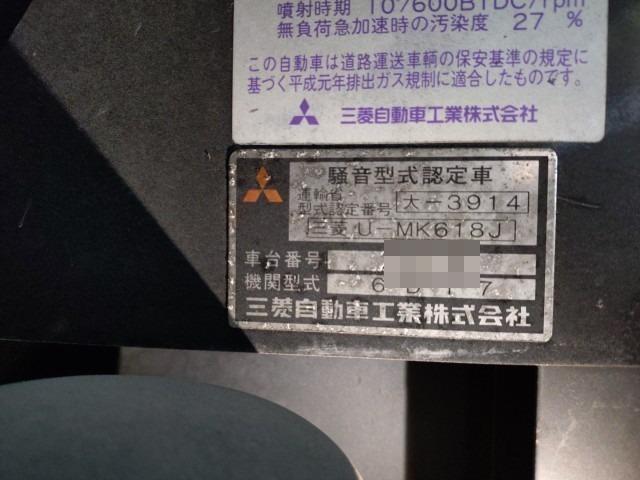 噴射時期 10/600BTDC/rpm
無負荷急加速時の汚染度 27 %
この自動車は道路運送車輌の保安基準の規定に
基づく平成元年排出ガス規制に適合したものです。
三菱自動車工業株式会社
騒音型式認定車
運輸省
型式認定番号 大-3914
三菱 U-MK618J
車台番号
機関型式 6D17
三菱自動車工業株式会社